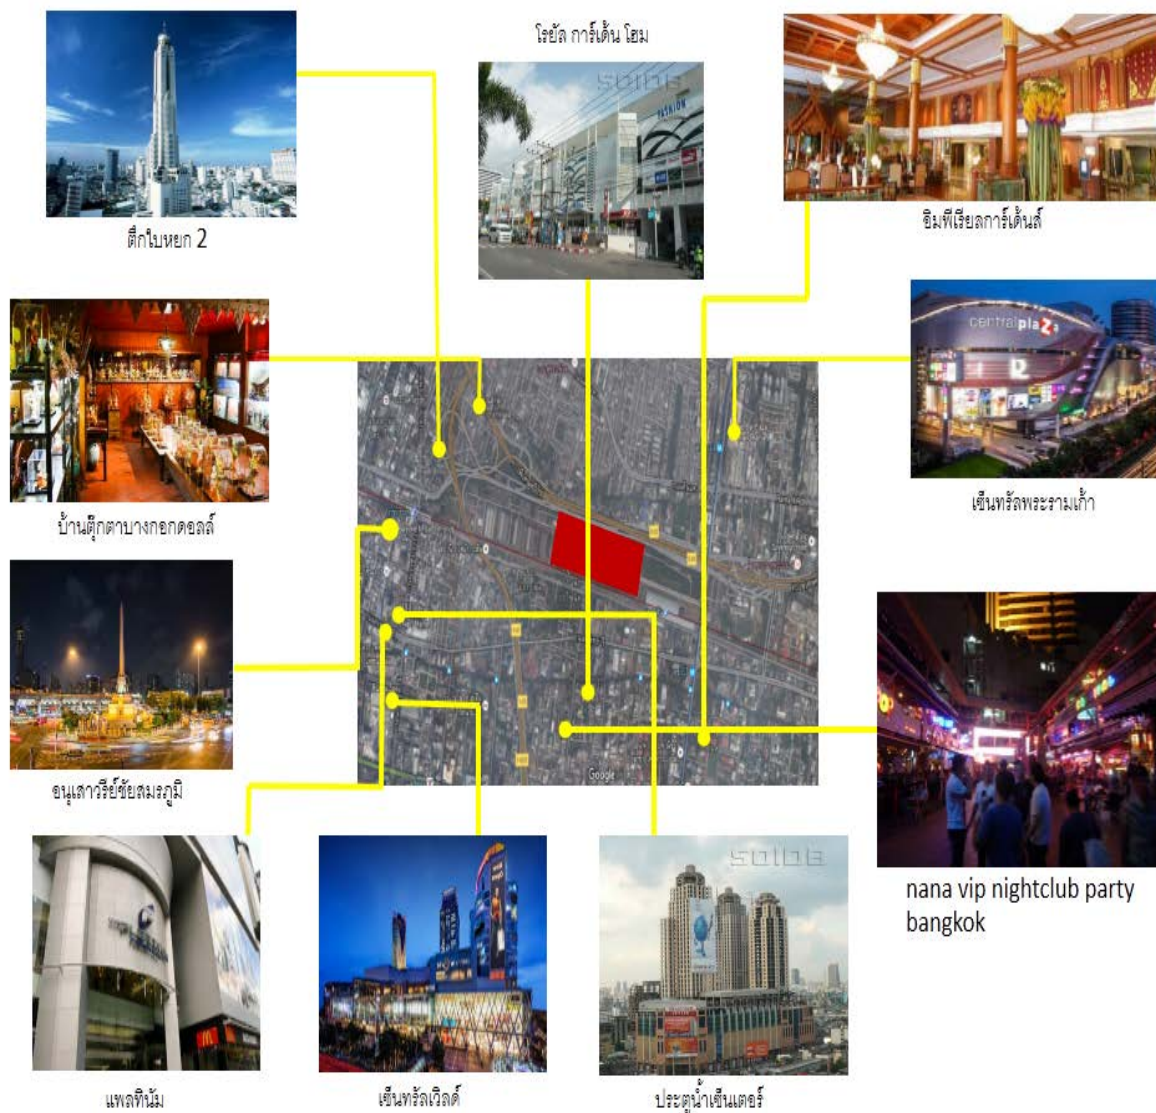 โรยัล การ์เด้น โฮม
SOIDB
FASHION
อิมพีเรียลการ์เด้นส์
ตึกใบหยก 2
centralplaza
บ้านตุ๊กตาบางกอกดอลล์
เซ็นทรัลพระรามเก้า
Google
อนุเสาวรีย์ชัยสมรภูมิ
nana vip nightclub party
bangkok
SOIDB
แพลทินัม
เซ็นทรัลเวิลด์
ประตูน้ำเซ็นเตอร์